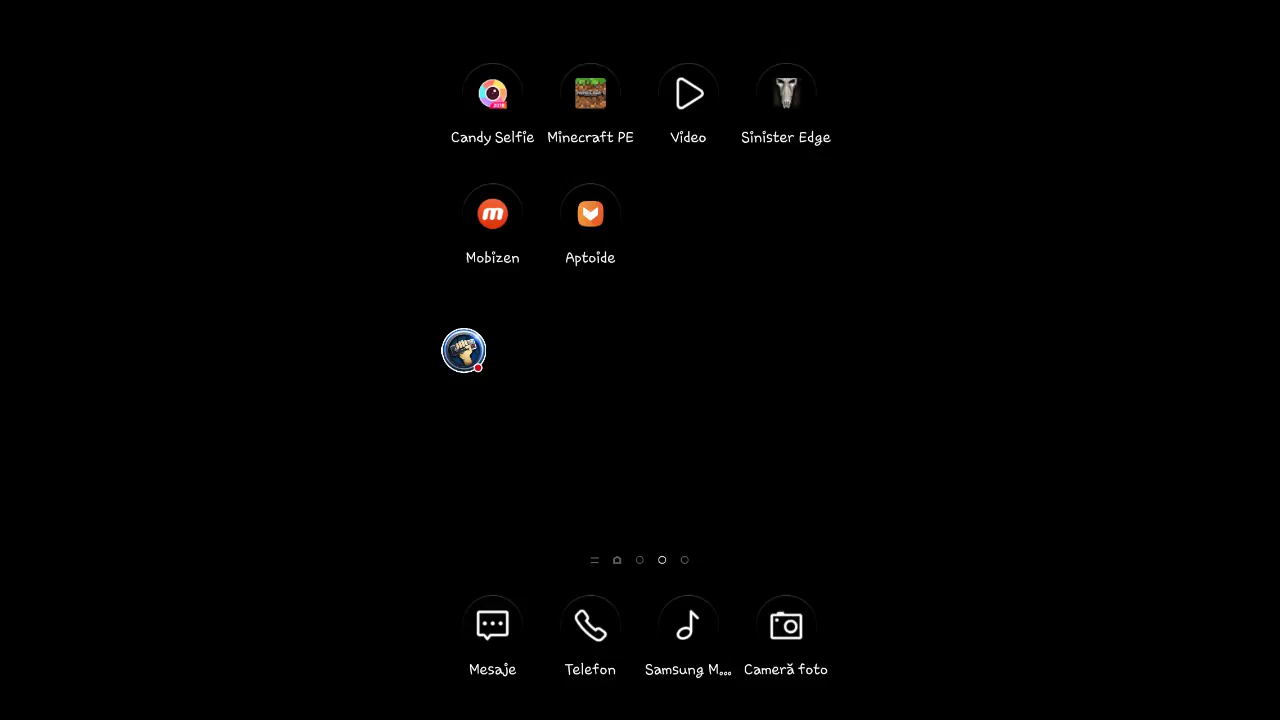 Candy Selfie Minecraft PE Video Sinister Edge
Mobizen Aptoide
Mesaje Telefon Samsung M... Cameră foto